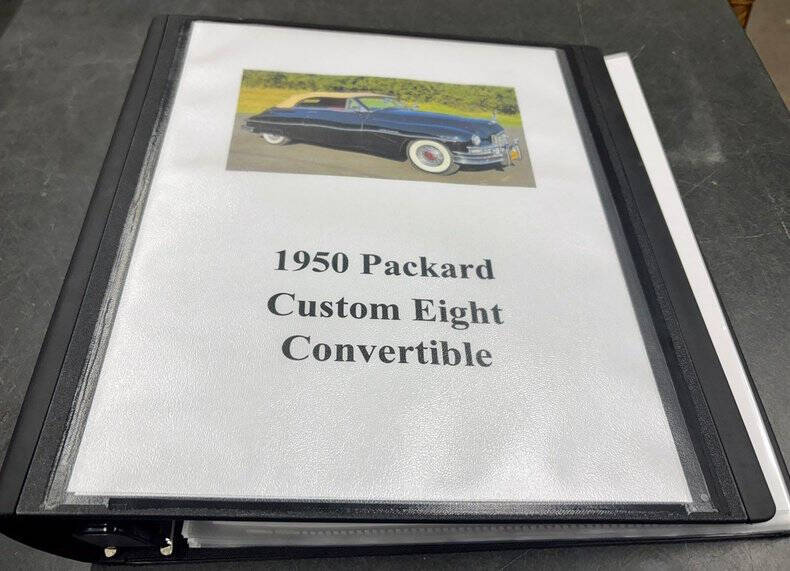 1950 Packard
Custom Eight
Convertible